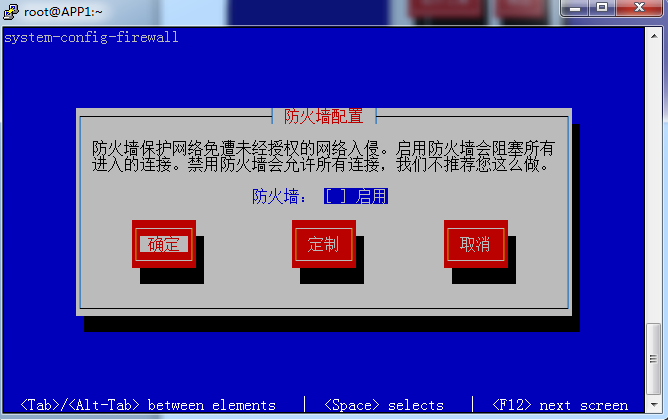 root@APP1:~
system-config-firewall
防火墙配置
防火墙保护网络免遭未经授权的网络入侵。启用防火墙会阻塞所有
进入的连接。禁用防火墙会允许所有连接，我们不推荐您这么做。
防火墙： [ ] 启用
确定 定制 取消
<Tab>/<Alt-Tab> between elements | <Space> selects | <F12> next screen